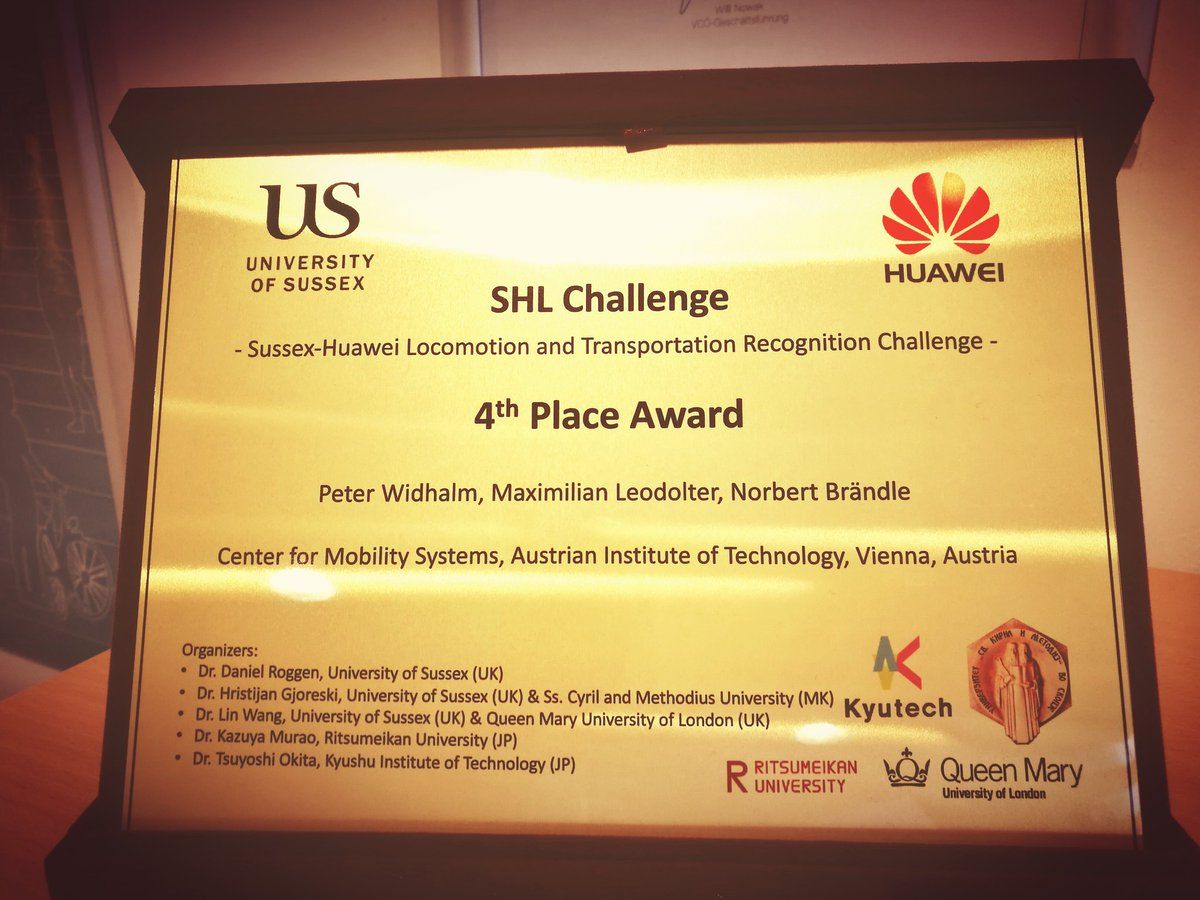 Willi Nowak
VCÖ-Geschäftsführung
US
UNIVERSITY
OF SUSSEX
HUAWEI
SHL Challenge
- Sussex-Huawei Locomotion and Transportation Recognition Challenge -
4th Place Award
Peter Widhalm, Maximilian Leodolter, Norbert Brändle
Center for Mobility Systems, Austrian Institute of Technology, Vienna, Austria
Organizers:
• Dr. Daniel Roggen, University of Sussex (UK)
• Dr. Hristijan Gjoreski, University of Sussex (UK) & Ss. Cyril and Methodius University (MK)
• Dr. Lin Wang, University of Sussex (UK) & Queen Mary University of London (UK)
• Dr. Kazuya Murao, Ritsumeikan University (JP)
• Dr. Tsuyoshi Okita, Kyushu Institute of Technology (JP)
Kyutech
УНИВЕРЗИТЕТ СВ. КИРИЛ И МЕТОДИЈ ВО СКОПЈЕ
R RITSUMEIKAN
UNIVERSITY
Queen Mary
University of London